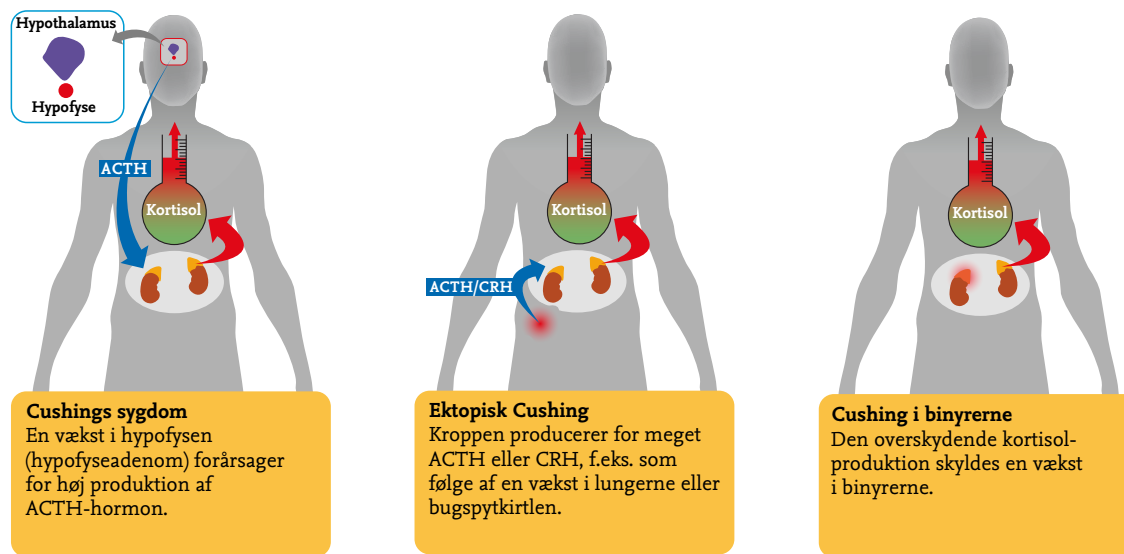 Hypothalamus
Hypofyse
ACTH
Kortisol
Cushings sygdom
En vækst i hypofysen
(hypofyseadenom) forårsager
for høj produktion af
ACTH-hormon.
Kortisol
ACTH/CRH
Ektopisk Cushing
Kroppen producerer for meget
ACTH eller CRH, f.eks. som
følge af en vækst i lungerne eller
bugspytkirtlen.
Kortisol
Cushing i binyrerne
Den overskydende kortisol-
produktion skyldes en vækst
i binyrerne.